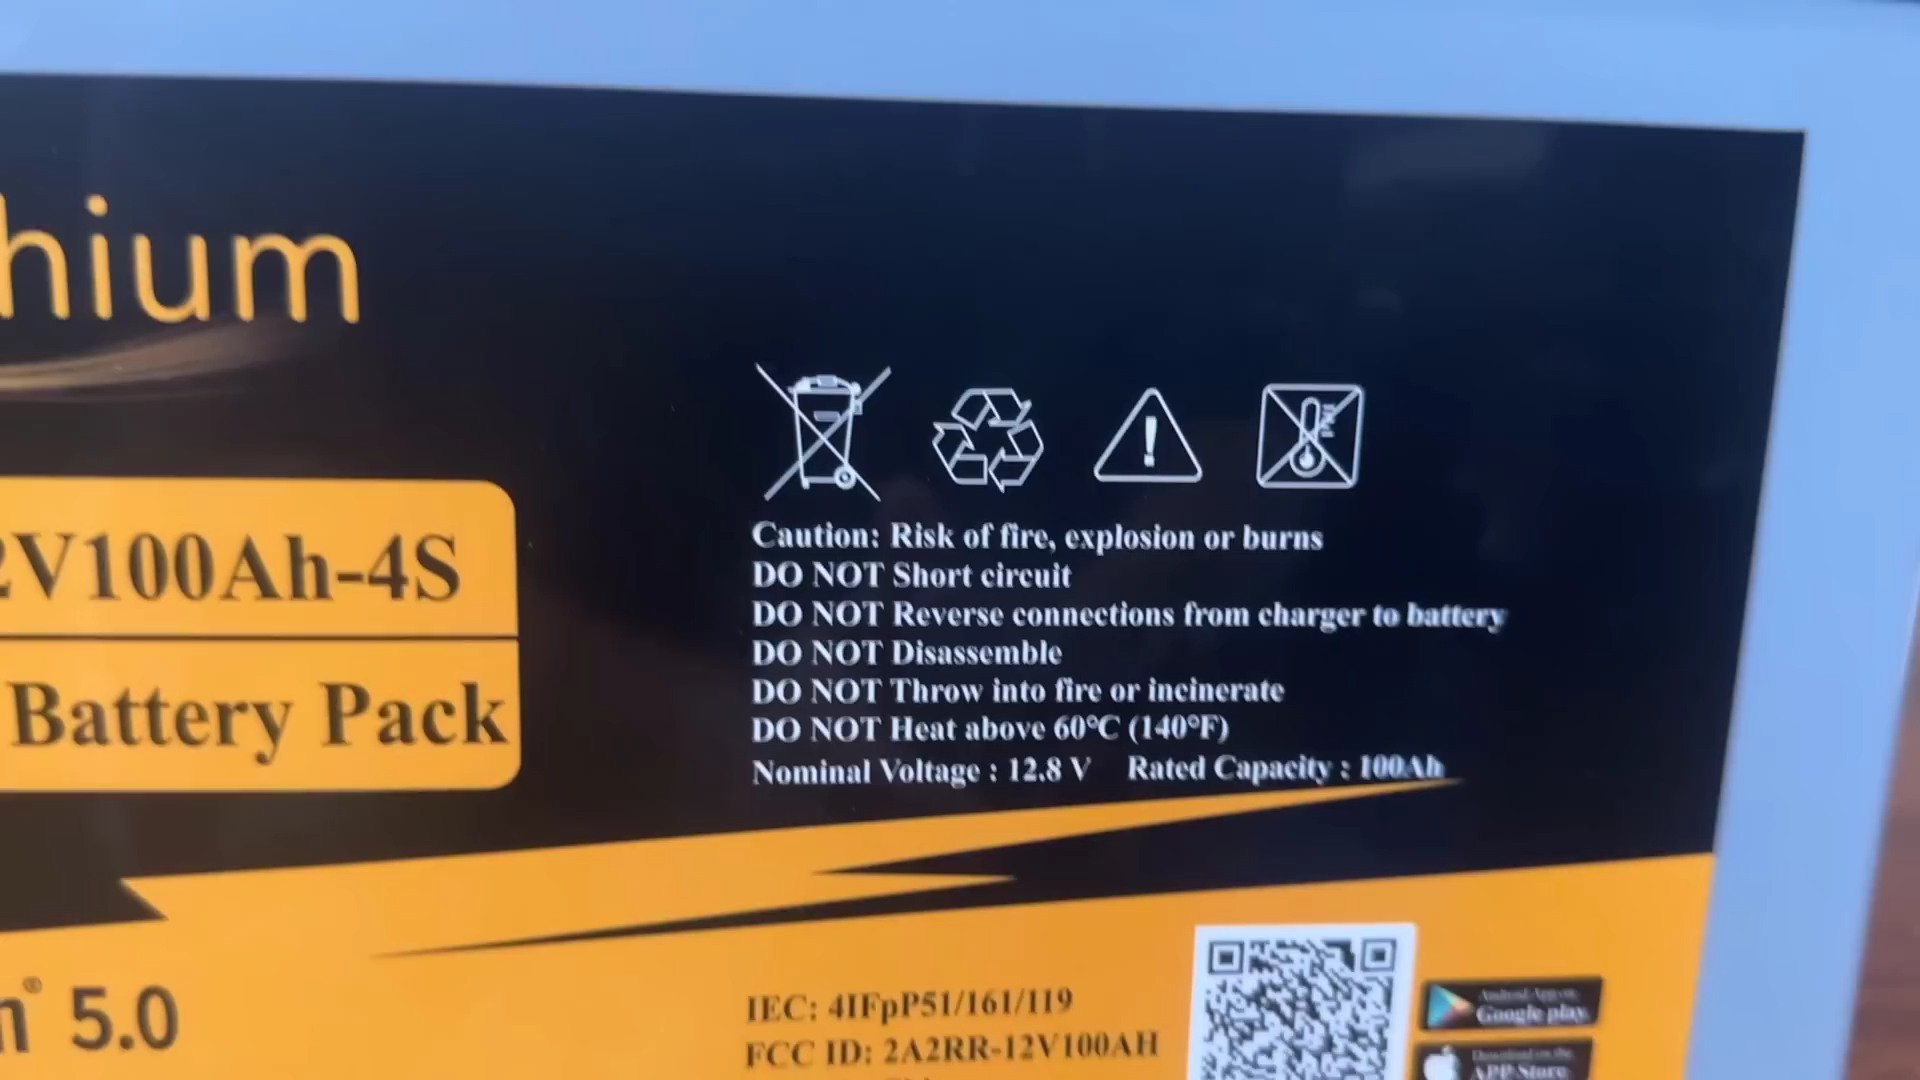 hium
2V100Ah-4S
Battery Pack
Caution: Risk of fire, explosion or burns
DO NOT Short circuit
DO NOT Reverse connections from charger to battery
DO NOT Disassemble
DO NOT Throw into fire or incinerate
DO NOT Heat above 60℃ (140°F)
Nominal Voltage : 12.8 V Rated Capacity : 100Ah
n® 5.0
IEC: 4IFpP51/161/119
FCC ID: 2A2RR-12V100AH
Android App on
Google play
Download on the
APP Store